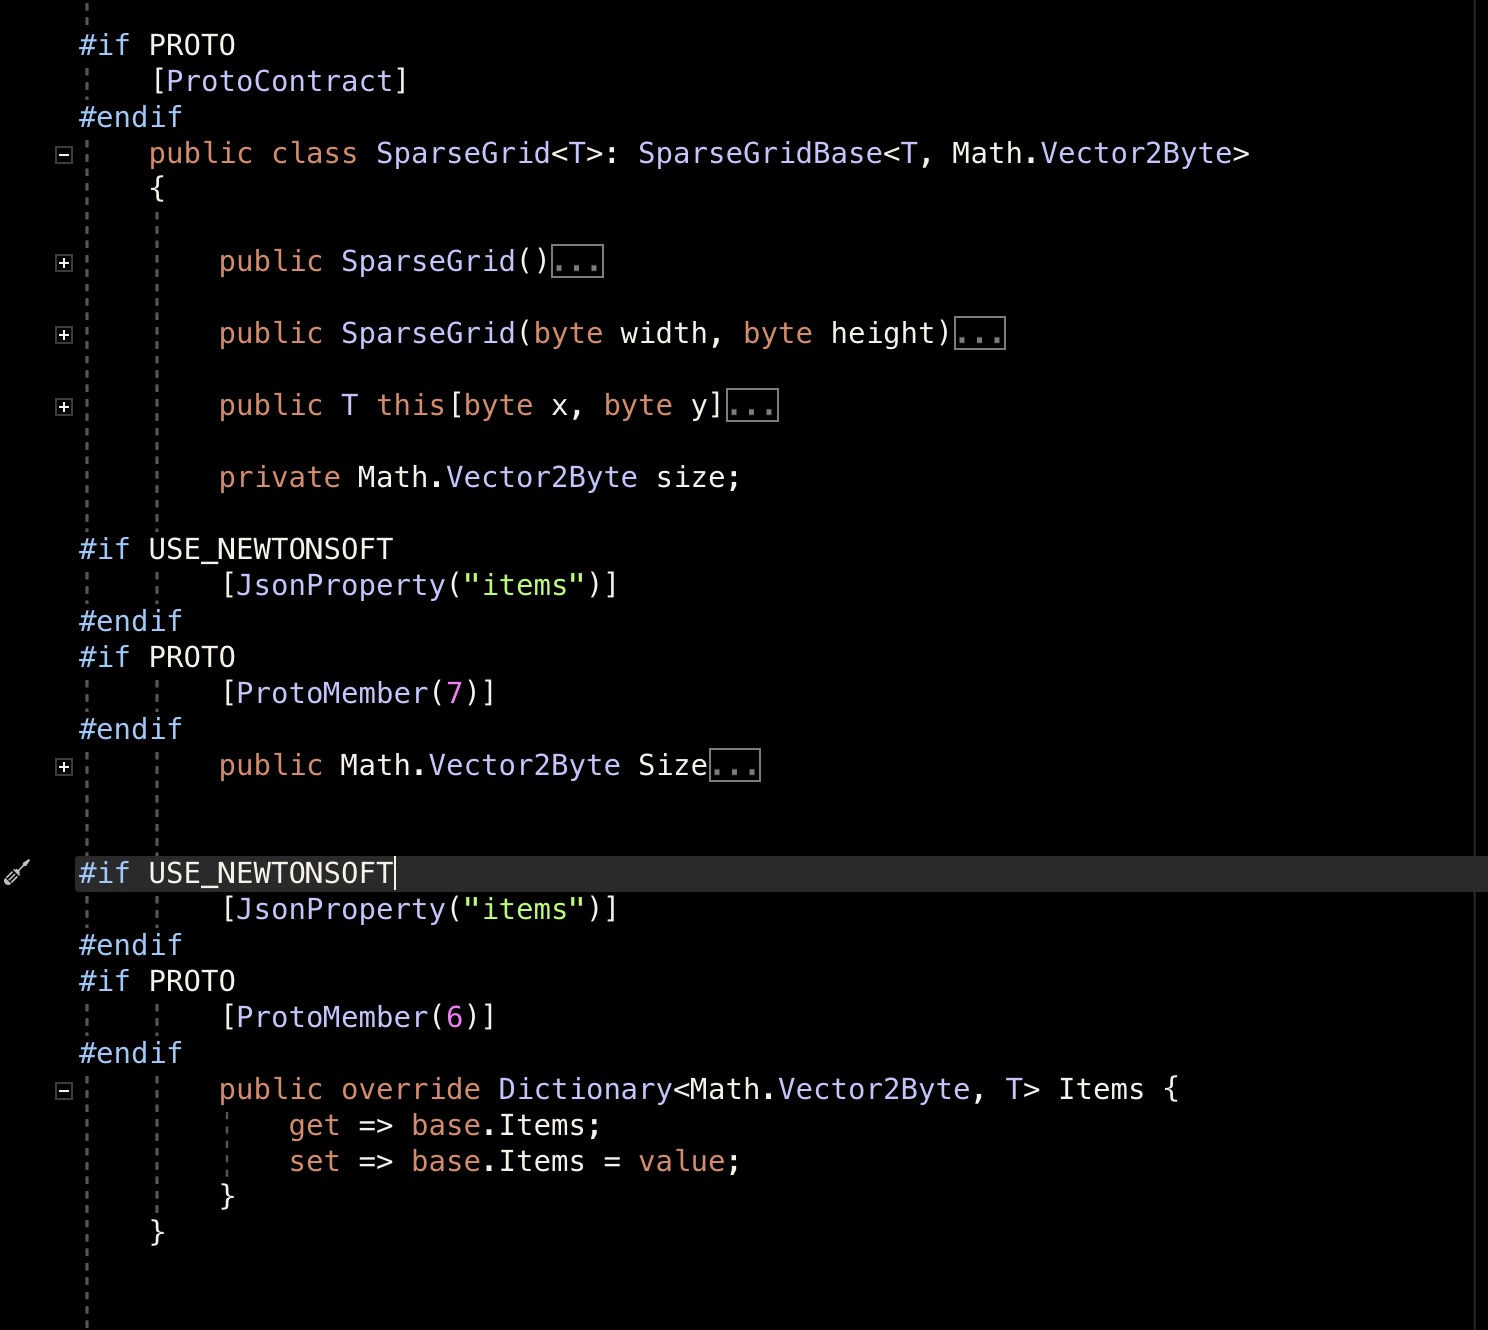 #if PROTO
[ProtoContract]
#endif
public class SparseGrid<T>: SparseGridBase<T, Math.Vector2Byte>
{
public SparseGrid()...
public SparseGrid(byte width, byte height)...
public T this[byte x, byte y]...
private Math.Vector2Byte size;
#if USE_NEWTONSOFT
[JsonProperty("items")]
#endif
#if PROTO
[ProtoMember(7)]
#endif
public Math.Vector2Byte Size...
#if USE_NEWTONSOFT
[JsonProperty("items")]
#endif
#if PROTO
[ProtoMember(6)]
#endif
public override Dictionary<Math.Vector2Byte, T> Items {
get => base.Items;
set => base.Items = value;
}
}